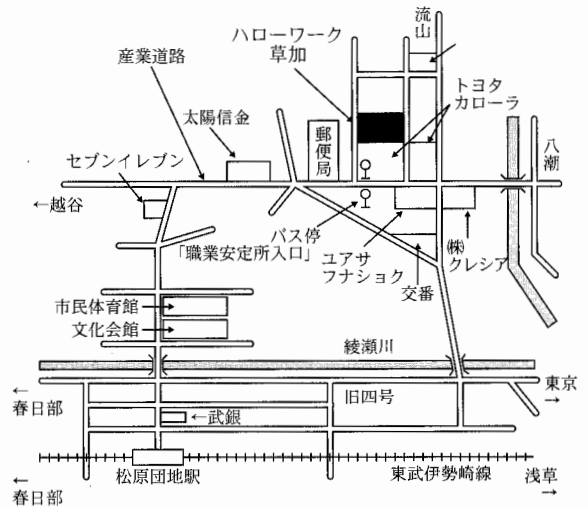 流山
ハローワーク
草加
産業道路
トヨタ
カローラ
太陽信金
郵便局
八潮
セブンイレブン
←越谷
バス停
「職業安定所入口」
ユアサ
フナショク
㈱
クレシア
交番
市民体育館→
文化会館→
綾瀬川
←
春日部
旧四号
東京
→
←武銀
松原団地駅
東武伊勢崎線
←
春日部
浅草
→